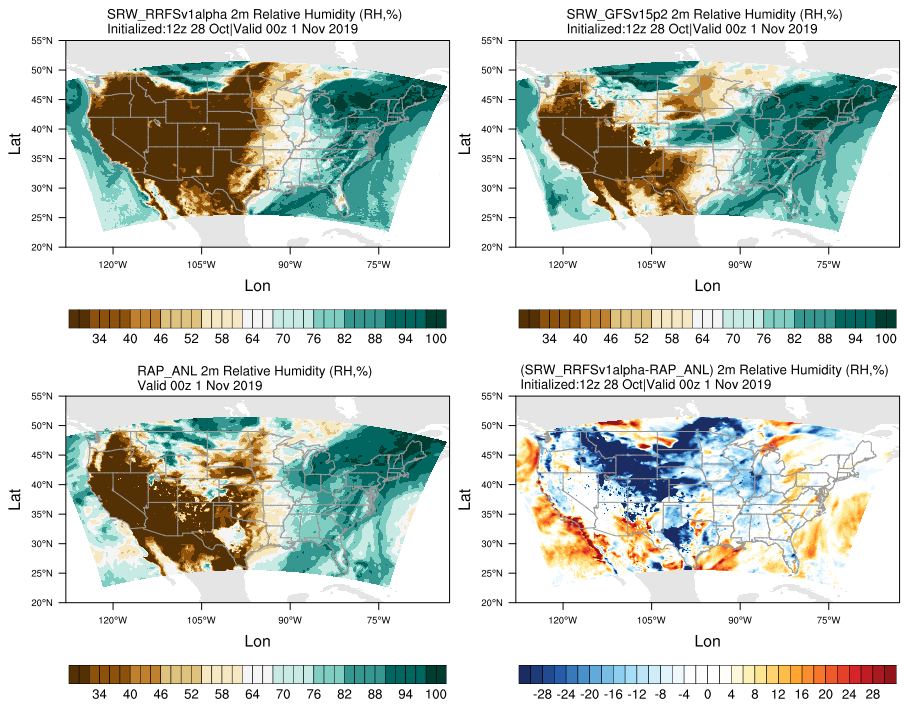 SRW_RRFSv1alpha 2m Relative Humidity (RH,%)
Initialized:12z 28 Oct|Valid 00z 1 Nov 2019
55°N
50°N
45°N
40°N
35°N
30°N
25°N
20°N
Lat
120°W 105°W 90°W 75°W
Lon
34 40 46 52 58 64 70 76 82 88 94 100
SRW_GFSv15p2 2m Relative Humidity (RH,%)
Initialized:12z 28 Oct|Valid 00z 1 Nov 2019
55°N
50°N
45°N
40°N
35°N
30°N
25°N
20°N
Lat
120°W 105°W 90°W 75°W
Lon
34 40 46 52 58 64 70 76 82 88 94 100
RAP_ANL 2m Relative Humidity (RH,%)
Valid 00z 1 Nov 2019
55°N
50°N
45°N
40°N
35°N
30°N
25°N
20°N
Lat
120°W 105°W 90°W 75°W
Lon
34 40 46 52 58 64 70 76 82 88 94 100
(SRW_RRFSv1alpha-RAP_ANL) 2m Relative Humidity (RH,%)
Initialized:12z 28 Oct|Valid 00z 1 Nov 2019
55°N
50°N
45°N
40°N
35°N
30°N
25°N
20°N
Lat
120°W 105°W 90°W 75°W
Lon
-28 -24 -20 -16 -12 -8 -4 0 4 8 12 16 20 24 28